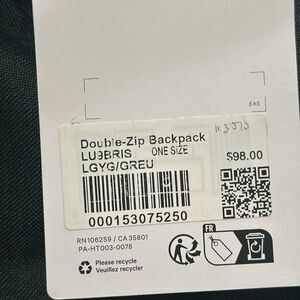 EAS
Double-Zip Backpack
LU9BRIS ONE SIZE $98.00
LGYG/GREU
000153075250
RN106259 / CA35801
PA-HT003-0078
FR
Please recycle
Veuillez recycler